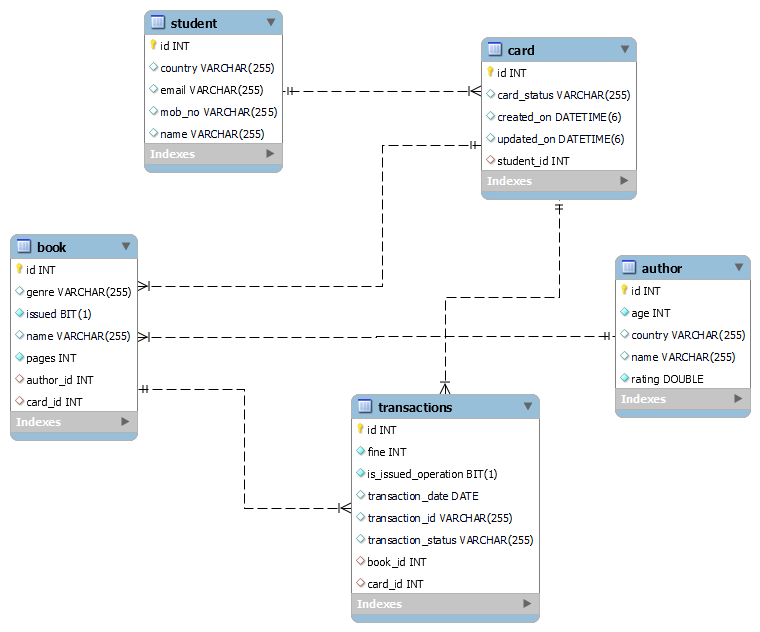 student
id INT
country VARCHAR(255)
email VARCHAR(255)
mob_no VARCHAR(255)
name VARCHAR(255)
Indexes
card
id INT
card_status VARCHAR(255)
created_on DATETIME(6)
updated_on DATETIME(6)
student_id INT
Indexes
book
id INT
genre VARCHAR(255)
issued BIT(1)
name VARCHAR(255)
pages INT
author_id INT
card_id INT
Indexes
author
id INT
age INT
country VARCHAR(255)
name VARCHAR(255)
rating DOUBLE
Indexes
transactions
id INT
fine INT
is_issued_operation BIT(1)
transaction_date DATE
transaction_id VARCHAR(255)
transaction_status VARCHAR(255)
book_id INT
card_id INT
Indexes